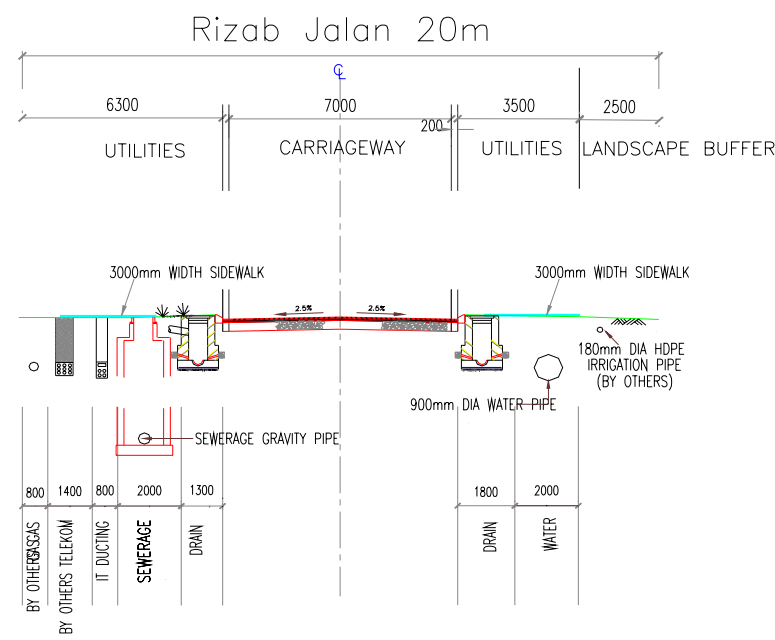 Rizab Jalan 20m
CL
6300
7000
3500
2500
200
UTILITIES
CARRIAGEWAY
UTILITIES
LANDSCAPE BUFFER
3000mm WIDTH SIDEWALK
3000mm WIDTH SIDEWALK
2.5%
2.5%
180mm DIA HDPE
IRRIGATION PIPE
(BY OTHERS)
900mm DIA WATER PIPE
SEWERAGE GRAVITY PIPE
800
1400
800
2000
1300
1800
2000
BY OTHERS GAS
BY OTHERS TELEKOM
IT DUCTING
SEWERAGE
DRAIN
DRAIN
WATER